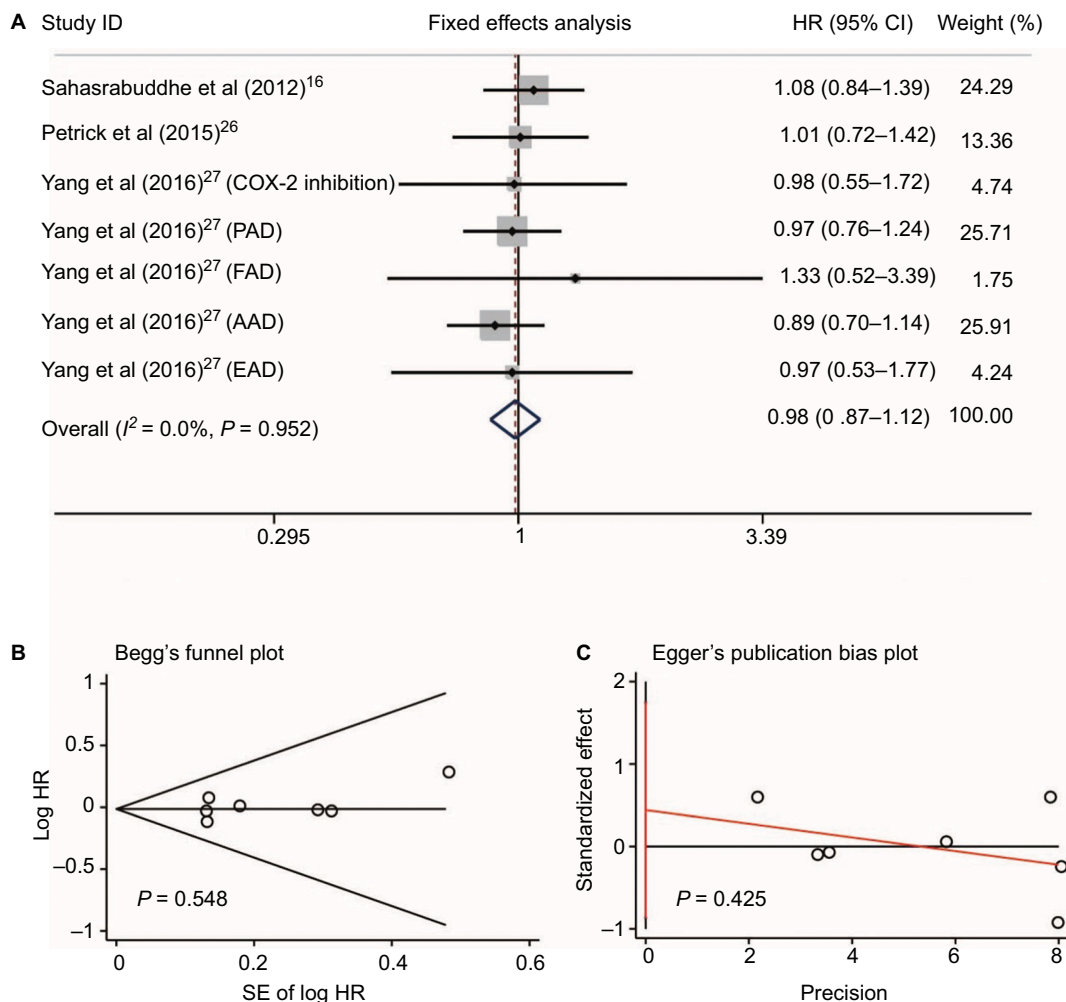 A Study ID Fixed effects analysis HR (95% CI) Weight (%)
Sahasrabuddhe et al (2012)16 1.08 (0.84–1.39) 24.29
Petrick et al (2015)26 1.01 (0.72–1.42) 13.36
Yang et al (2016)27 (COX-2 inhibition) 0.98 (0.55–1.72) 4.74
Yang et al (2016)27 (PAD) 0.97 (0.76–1.24) 25.71
Yang et al (2016)27 (FAD) 1.33 (0.52–3.39) 1.75
Yang et al (2016)27 (AAD) 0.89 (0.70–1.14) 25.91
Yang et al (2016)27 (EAD) 0.97 (0.53–1.77) 4.24
Overall (I2 = 0.0%, P = 0.952) 0.98 (0 .87–1.12) 100.00
0.295 1 3.39
B Begg's funnel plot
1
0.5
0
–0.5
–1
Log HR
P = 0.548
0 0.2 0.4 0.6
SE of log HR
C Egger's publication bias plot
2
1
0
–1
Standardized effect
P = 0.425
0 2 4 6 8
Precision